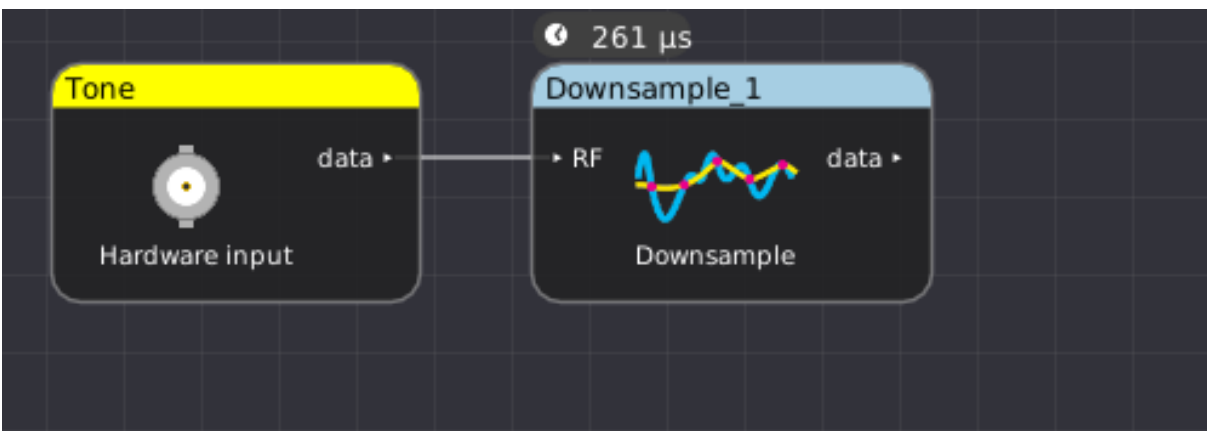 261 µs
Tone
Downsample_1
data
RF
data
Hardware input
Downsample